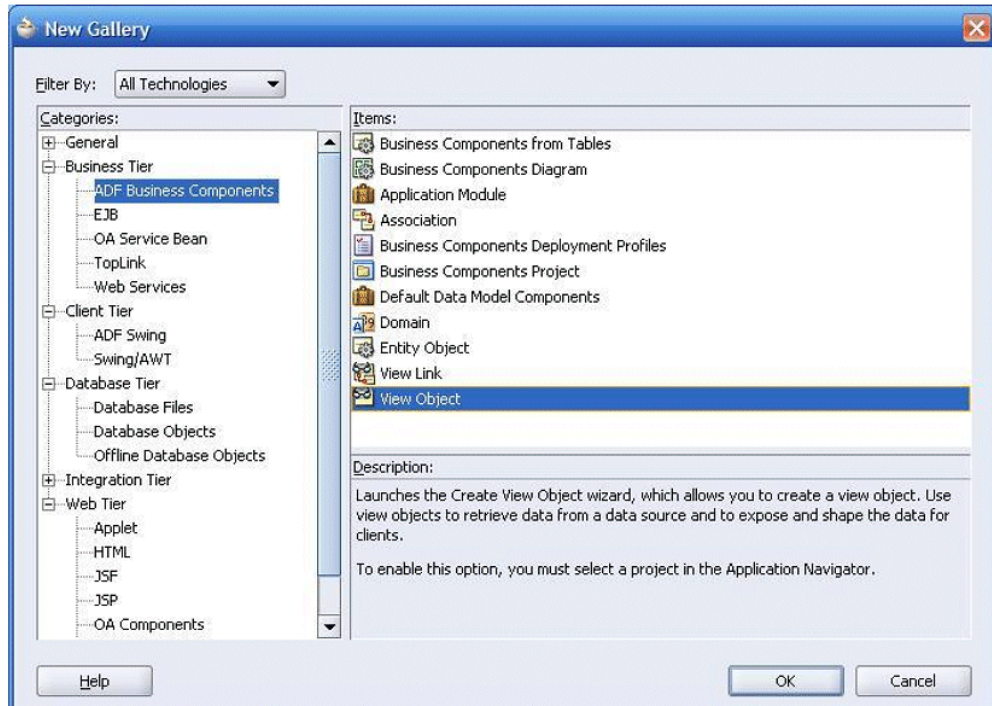 New Gallery
Filter By: All Technologies
Categories:
General
Business Tier
ADF Business Components
EJB
OA Service Bean
TopLink
Web Services
Client Tier
ADF Swing
Swing/AWT
Database Tier
Database Files
Database Objects
Offline Database Objects
Integration Tier
Web Tier
Applet
HTML
JSF
JSP
OA Components
Items:
Business Components from Tables
Business Components Diagram
Application Module
Association
Business Components Deployment Profiles
Business Components Project
Default Data Model Components
Domain
Entity Object
View Link
View Object
Description:
Launches the Create View Object wizard, which allows you to create a view object. Use
view objects to retrieve data from a data source and to expose and shape the data for
clients.
To enable this option, you must select a project in the Application Navigator.
Help
OK
Cancel